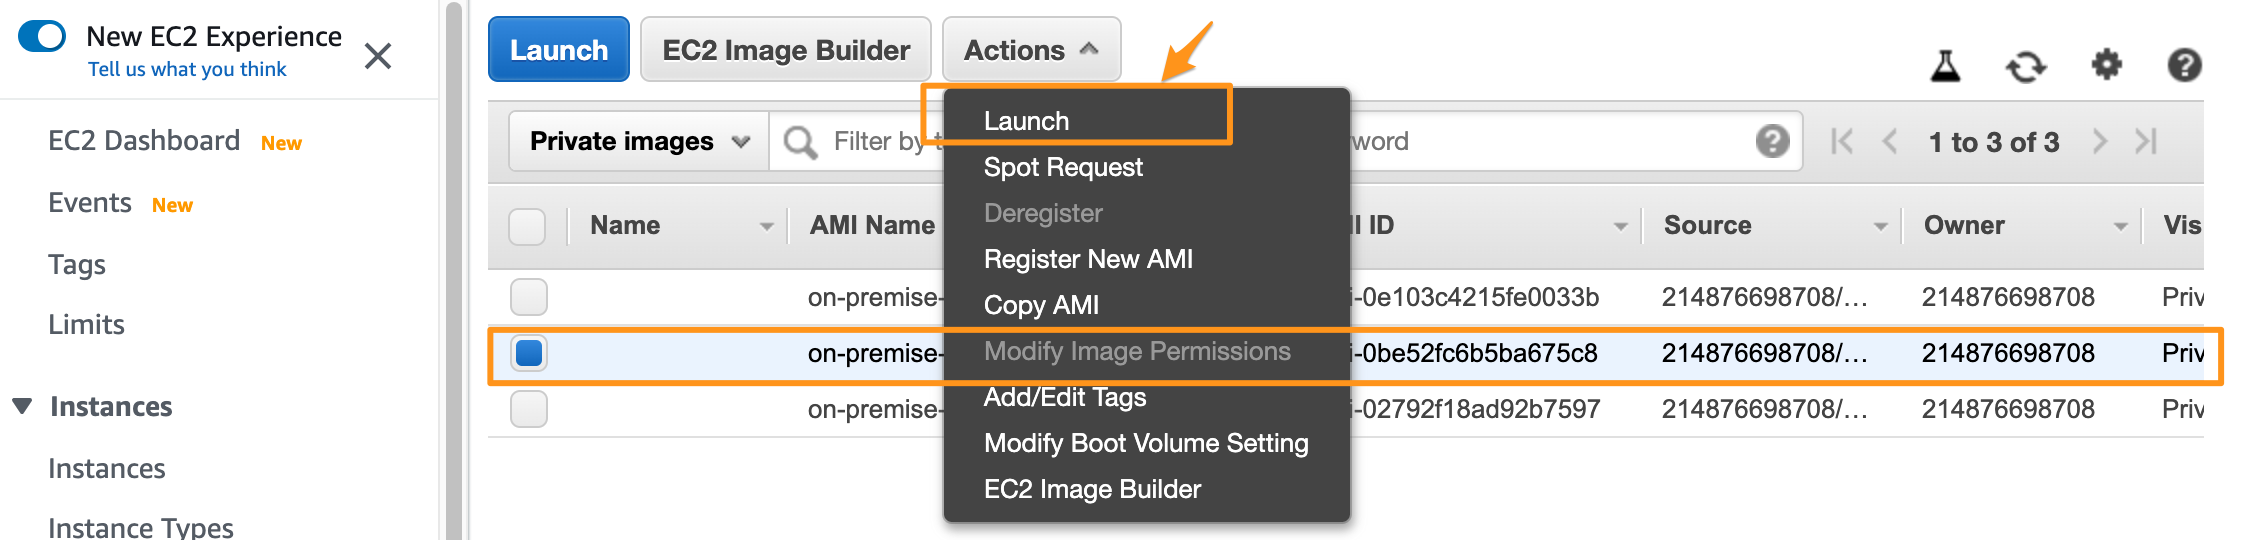 New EC2 Experience
Tell us what you think
EC2 Dashboard New
Events New
Tags
Limits
Instances
Instances
Instance Types
Launch EC2 Image Builder Actions
Private images Filter by word 1 to 3 of 3
Launch
Spot Request
Deregister
Register New AMI
Copy AMI
Modify Image Permissions
Add/Edit Tags
Modify Boot Volume Setting
EC2 Image Builder
Name AMI Name ID Source Owner Vis
on-premise- i-0e103c4215fe0033b 214876698708/... 214876698708 Priv
on-premise- i-0be52fc6b5ba675c8 214876698708/... 214876698708 Priv
on-premise- i-02792f18ad92b7597 214876698708/... 214876698708 Priv